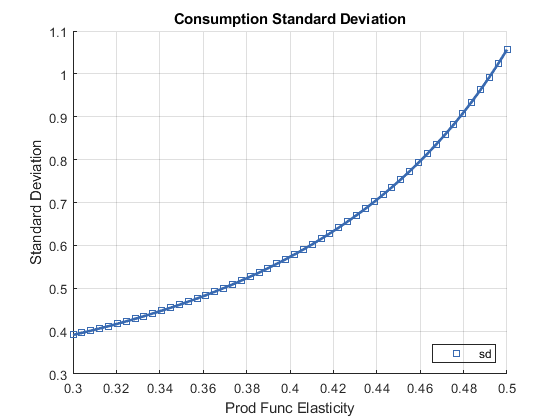 Consumption Standard Deviation
1.1
1
0.9
0.8
0.7
0.6
0.5
0.4
0.3
Standard Deviation
sd
0.3 0.32 0.34 0.36 0.38 0.4 0.42 0.44 0.46 0.48 0.5
Prod Func Elasticity